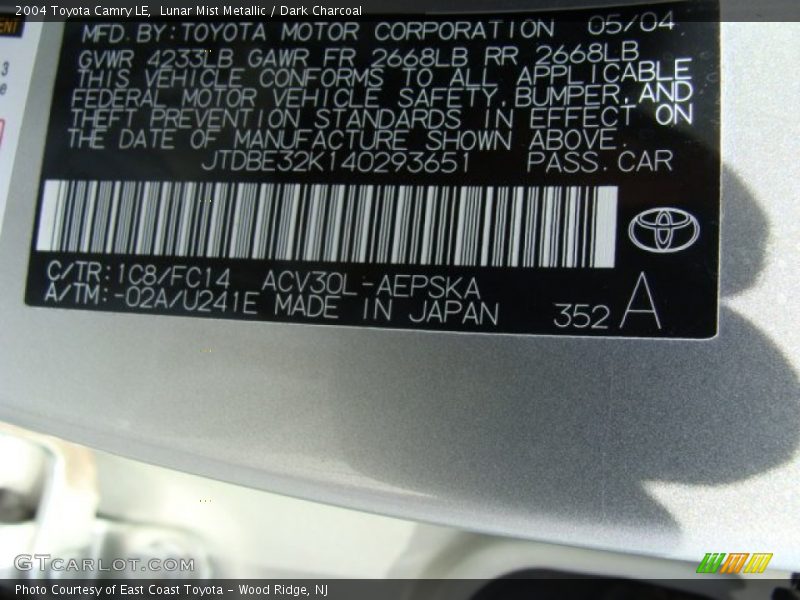 2004 Toyota Camry LE, Lunar Mist Metallic / Dark Charcoal
ENT
3
e
MFD. BY: TOYOTA MOTOR CORPORATION 05/04
GVWR 4233LB GAWR FR 2668LB RR 2668LB
THIS VEHICLE CONFORMS TO ALL APPLICABLE
FEDERAL MOTOR VEHICLE SAFETY, BUMPER, AND
THEFT PREVENTION STANDARDS IN EFFECT ON
THE DATE OF MANUFACTURE SHOWN ABOVE.
JTDBE32K140293651 PASS. CAR
C/TR: 1C8/FC14 ACV30L-AEPSKA
A/TM: -02A/U241E MADE IN JAPAN 352 A
GTCARLOT.COM
Photo Courtesy of East Coast Toyota - Wood Ridge, NJ